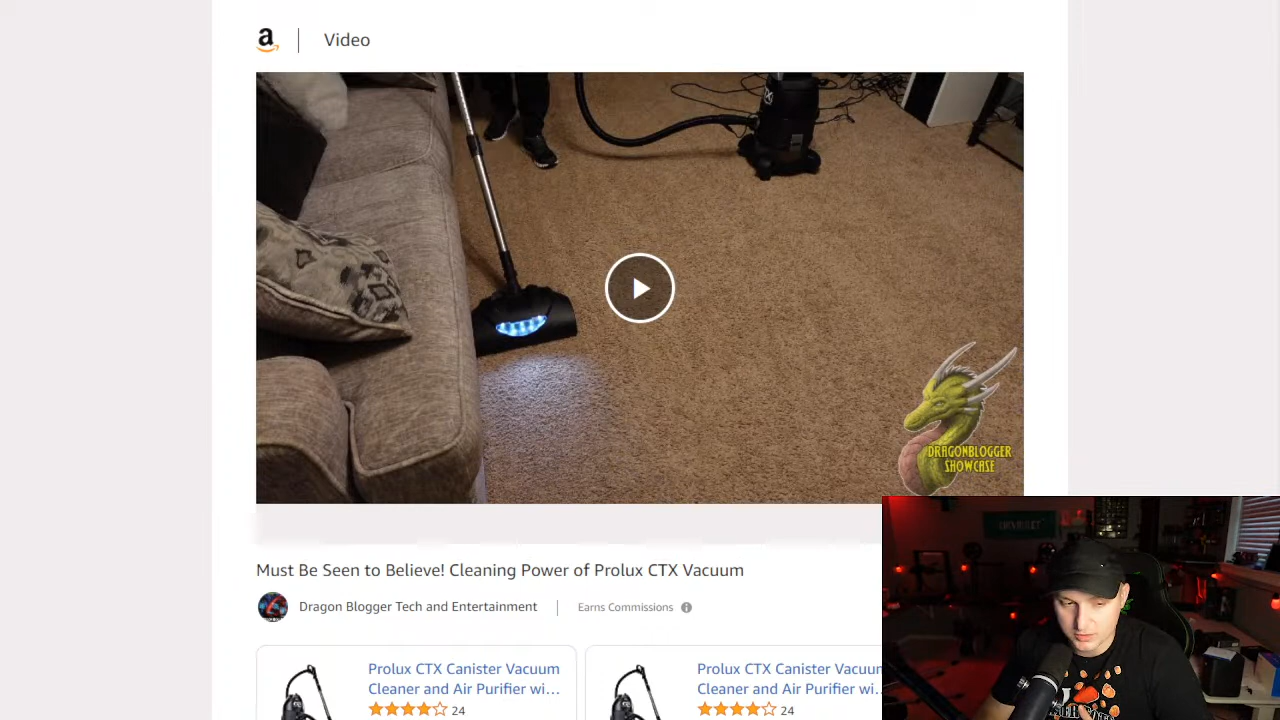 a
Video
DRAGONBLOGGER
SHOWCASE
CHEVROLET
Must Be Seen to Believe! Cleaning Power of Prolux CTX Vacuum
Dragon Blogger Tech and Entertainment
Earns Commissions
Prolux CTX Canister Vacuum
Cleaner and Air Purifier wi...
24
Prolux CTX Canister Vacuum
Cleaner and Air Purifier wi...
24